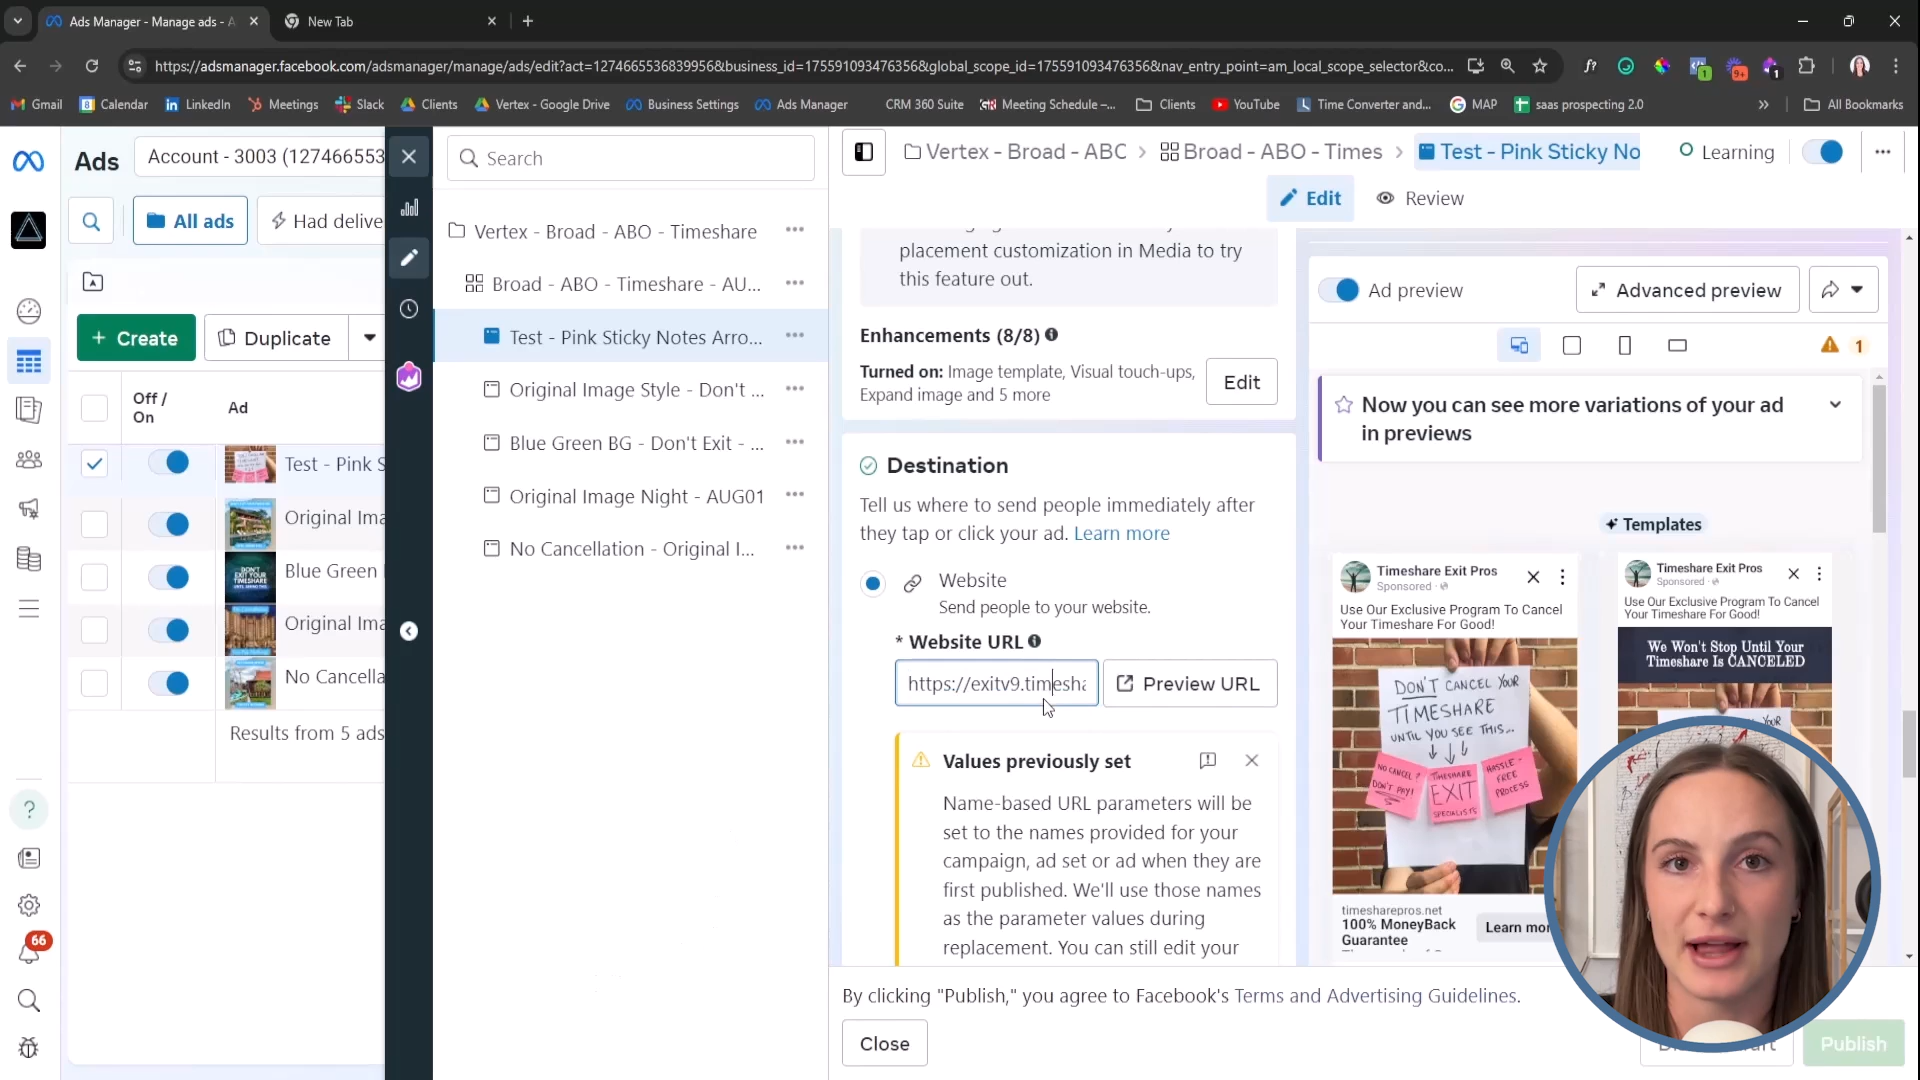 Ads Manager - Manage ads - A
New Tab
https://adsmanager.facebook.com/adsmanager/manage/ads/edit?act=1274665536839956&business_id=175591093476356&global_scope_id=175591093476356&nav_entry_point=am_local_scope_selector&co...
Gmail
Calendar
LinkedIn
Meetings
Slack
Clients
Vertex - Google Drive
Business Settings
Ads Manager
CRM 360 Suite
Meeting Schedule –...
Clients
YouTube
Time Converter and...
MAP
saas prospecting 2.0
All Bookmarks
Ads
Account - 3003 (127466553
All ads
Had delive
+ Create
Duplicate
Off / On
Ad
Test - Pink S
Original Ima
Blue Green
Original Ima
No Cancella
Results from 5 ads
66
Search
Vertex - Broad - ABO - Timeshare
Broad - ABO - Timeshare - AU...
Test - Pink Sticky Notes Arro...
Original Image Style - Don't ...
Blue Green BG - Don't Exit - ...
Original Image Night - AUG01
No Cancellation - Original I...
Vertex - Broad - ABC
Broad - ABO - Times
Test - Pink Sticky No
Learning
Edit
Review
placement customization in Media to try
this feature out.
Enhancements (8/8)
Turned on: Image template, Visual touch-ups,
Expand image and 5 more
Edit
Destination
Tell us where to send people immediately after
they tap or click your ad. Learn more
Website
Send people to your website.
* Website URL
https://exitv9.timesha
Preview URL
Values previously set
Name-based URL parameters will be
set to the names provided for your
campaign, ad set or ad when they are
first published. We'll use those names
as the parameter values during
replacement. You can still edit your
By clicking "Publish," you agree to Facebook's Terms and Advertising Guidelines.
Close
Publish
Ad preview
Advanced preview
1
Now you can see more variations of your ad
in previews
Templates
Timeshare Exit Pros
Sponsored
Use Our Exclusive Program To Cancel
Your Timeshare For Good!
DON'T CANCEL YOUR
TIMESHARE
UNTIL YOU SEE THIS...
NO CANCEL?
DON'T PAY!
TIMESHARE
EXIT
SPECIALISTS
HASSLE-
FREE
PROCESS
timesharepros.net
100% MoneyBack
Guarantee
Learn mor
Timeshare Exit Pros
Sponsored
Use Our Exclusive Program To Cancel
Your Timeshare For Good!
We Won't Stop Until Your
Timeshare Is CANCELED